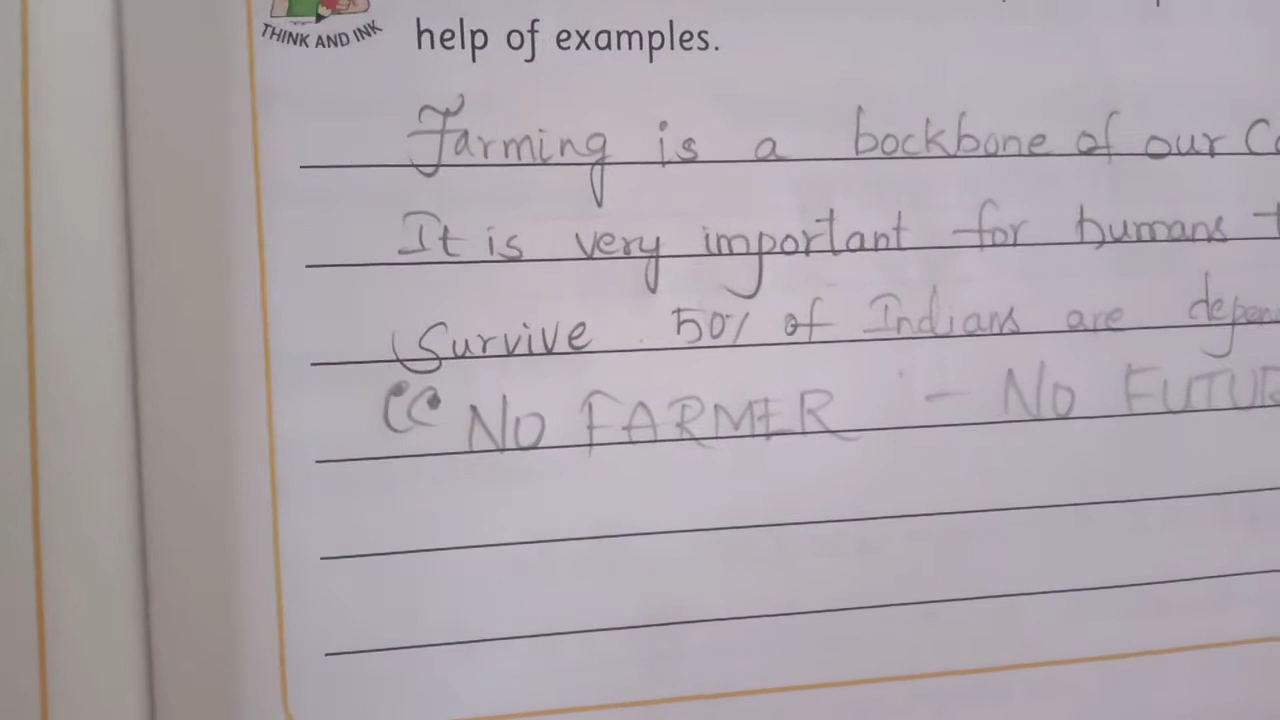 THINK AND INK
help of examples.
Farming is a bockbone of our
It is very important for humans
Survive. 50% of Indians are
"NO FARMER - NO FUTUR